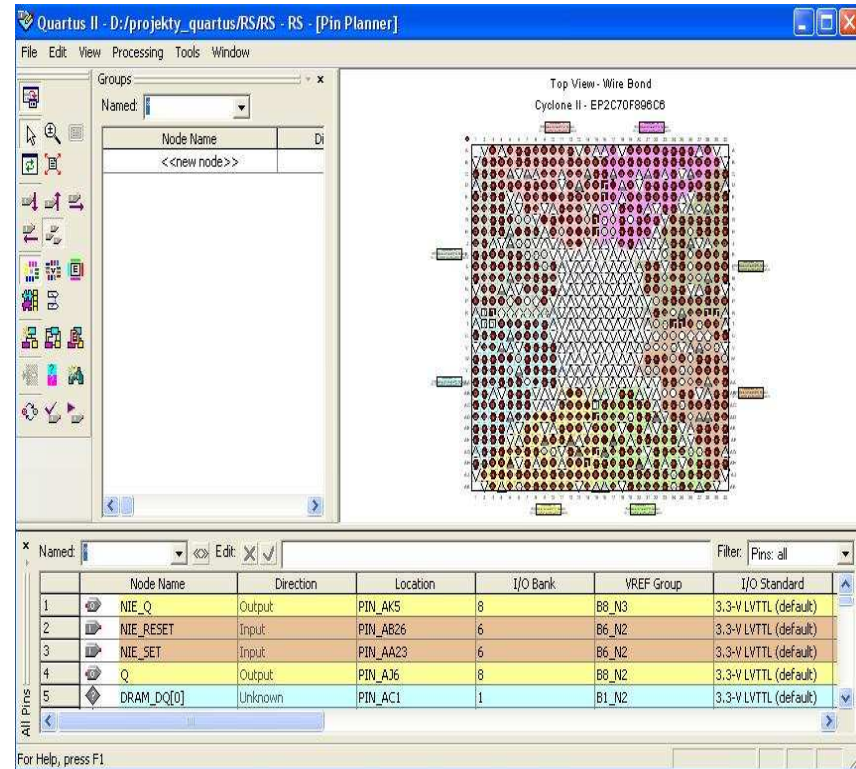 Quartus II - D:/projekty_quartus/RS/RS - RS - [Pin Planner]
File Edit View Processing Tools Window
Groups
Named:
Node Name Di
<<new node>>
Top View - Wire Bond
Cyclone II - EP2C70F896C6
Named: Edit: Filter: Pins: all
Node Name Direction Location I/O Bank VREF Group I/O Standard
1 NIE_Q Output PIN_AK5 8 B8_N3 3.3-V LVTTL (default)
2 NIE_RESET Input PIN_AB26 6 B6_N2 3.3-V LVTTL (default)
3 NIE_SET Input PIN_AA23 6 B6_N2 3.3-V LVTTL (default)
4 Q Output PIN_AJ6 8 B8_N2 3.3-V LVTTL (default)
5 DRAM_DQ[0] Unknown PIN_AC1 1 B1_N2 3.3-V LVTTL (default)
All Pins
For Help, press F1